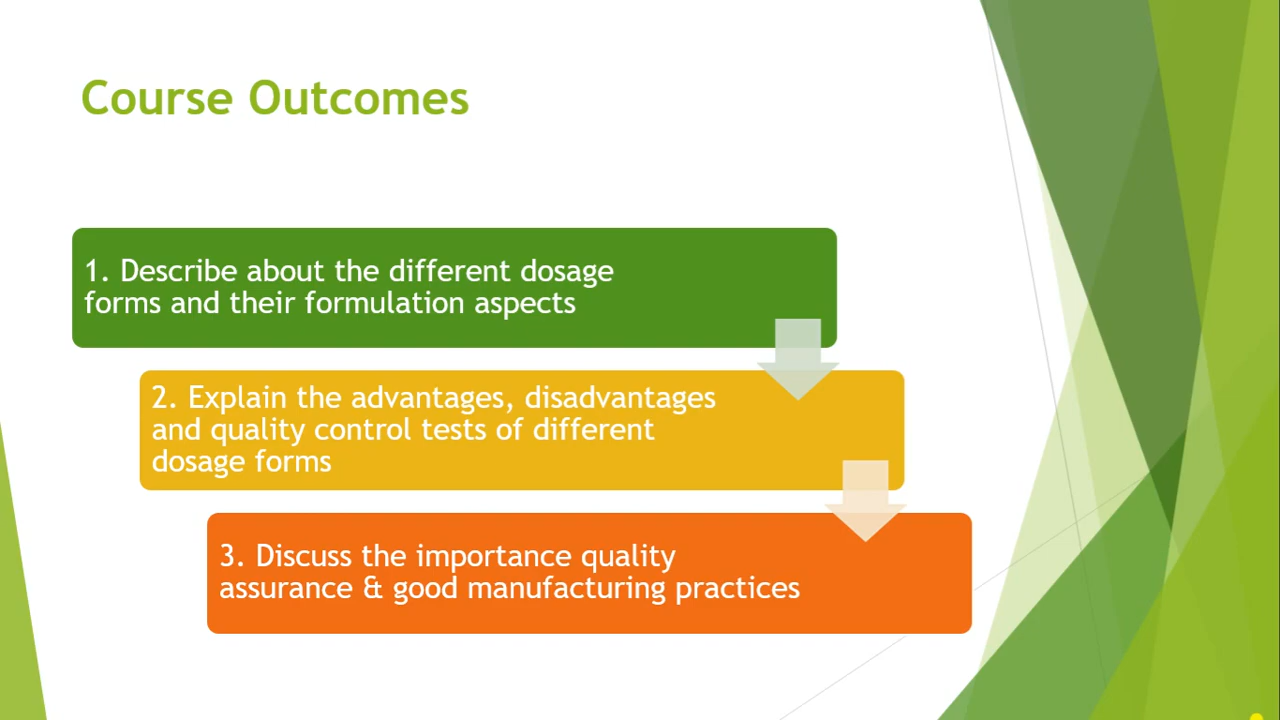 Course Outcomes
1. Describe about the different dosage
forms and their formulation aspects
2. Explain the advantages, disadvantages
and quality control tests of different
dosage forms
3. Discuss the importance quality
assurance & good manufacturing practices